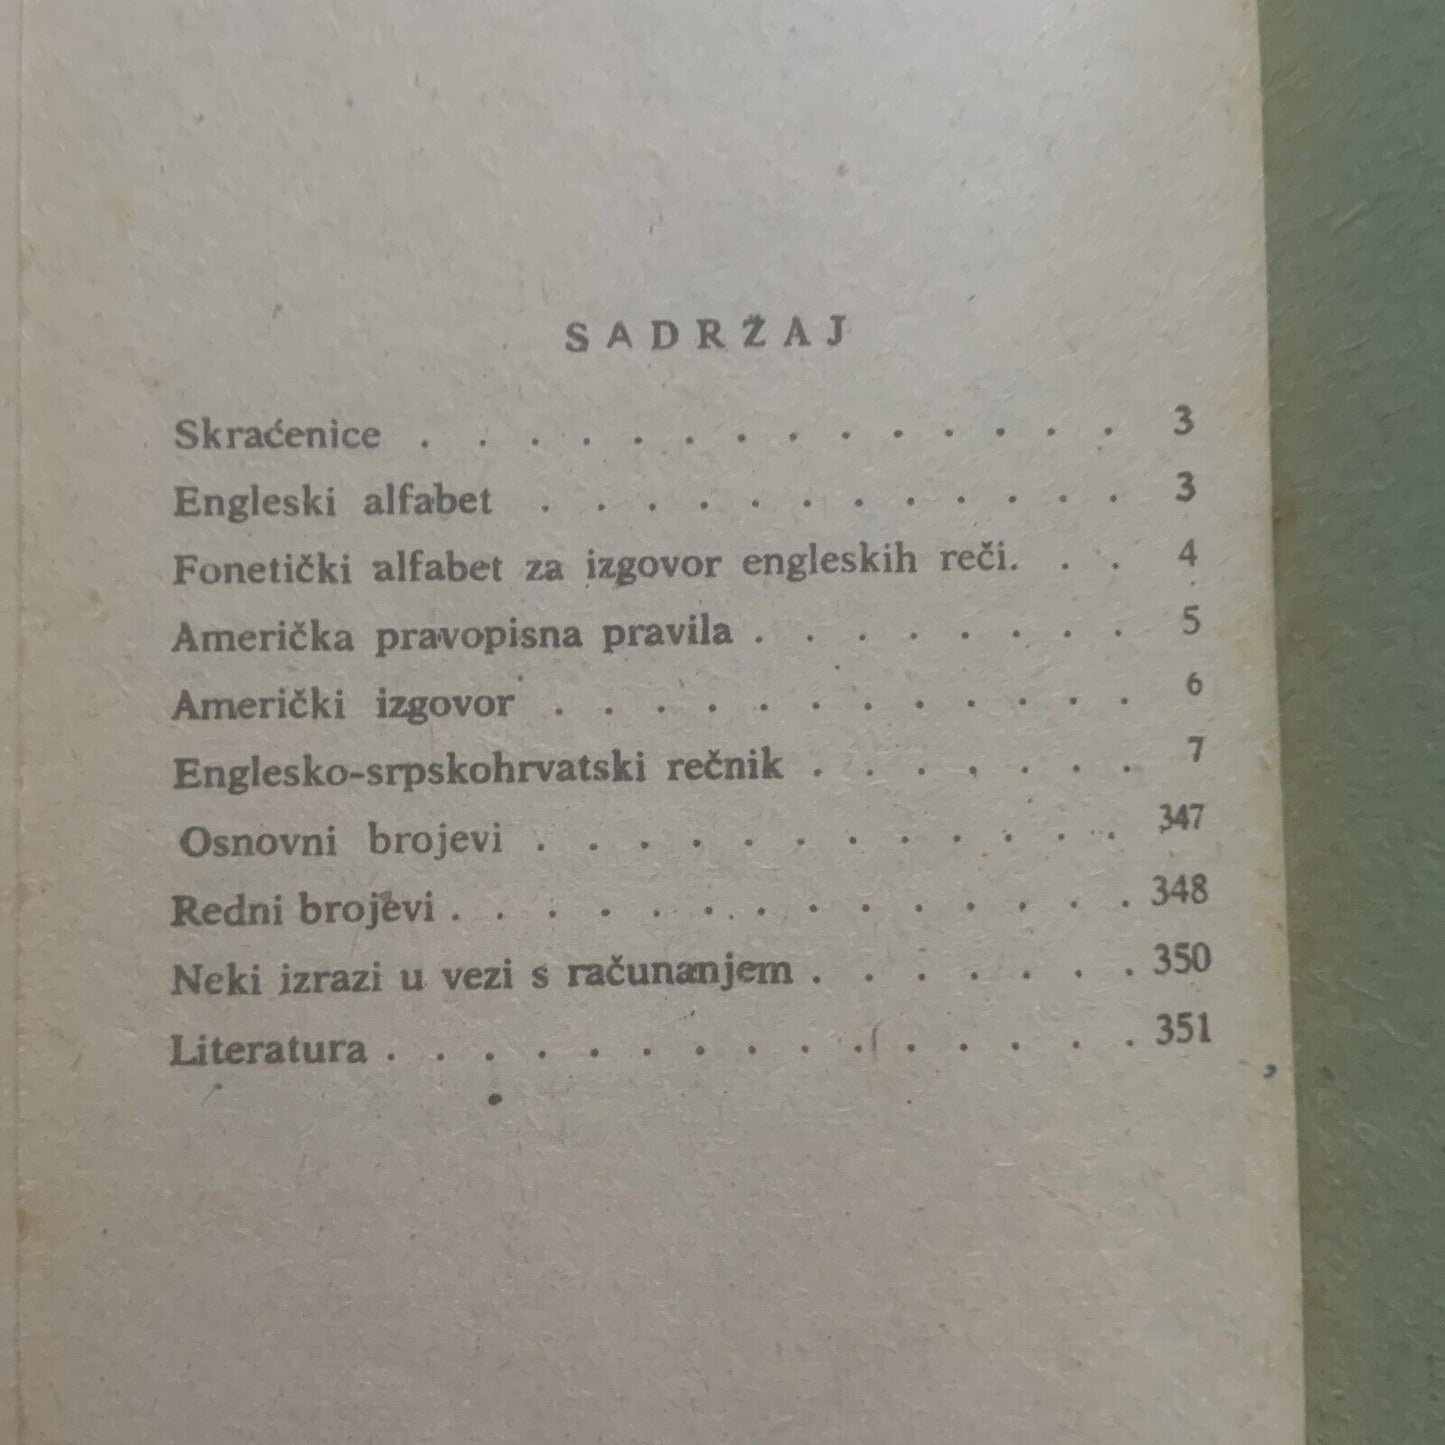 SADRŽAJ
Skraćenice . . . . . . . . . . . . . . 3
Engleski alfabet . . . . . . . . . . . . 3
Fonetički alfabet za izgovor engleskih reči. . . 4
Američka pravopisna pravila . . . . . . . . 5
Američki izgovor . . . . . . . . . . . . 6
Englesko-srpskohrvatski rečnik . . . . . . . 7
Osnovni brojevi . . . . . . . . . . . . 347
Redni brojevi . . . . . . . . . . . . . . 348
Neki izrazi u vezi s računanjem . . . . . . . 350
Literatura . . . . . . . . . . . . . . . 351